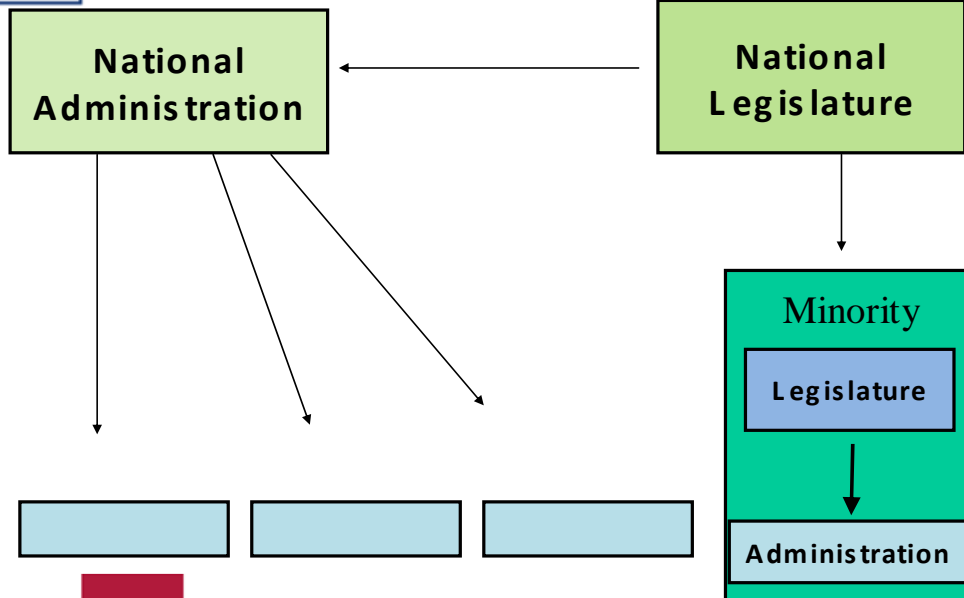 National
Administration
National
Legislature
Minority
Legislature
Administration